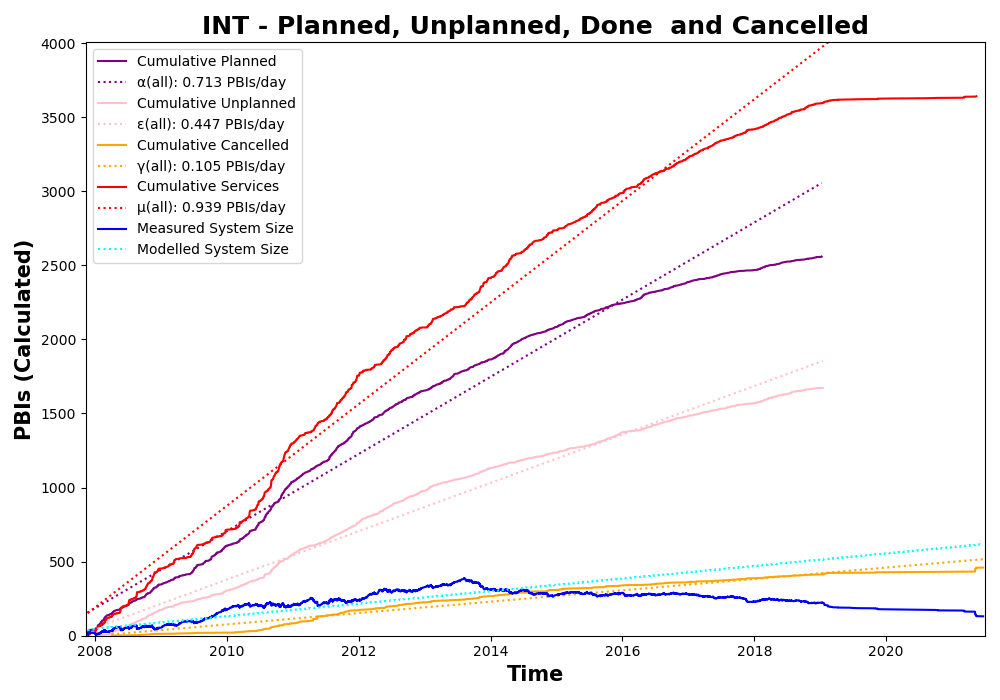 INT - Planned, Unplanned, Done  and Cancelled
PBIs (Calculated)
4000
3500
3000
2500
2000
1500
1000
500
0
Cumulative Planned
α(all): 0.713 PBIs/day
Cumulative Unplanned
ε(all): 0.447 PBIs/day
Cumulative Cancelled
γ(all): 0.105 PBIs/day
Cumulative Services
μ(all): 0.939 PBIs/day
Measured System Size
Modelled System Size
2008 2010 2012 2014 2016 2018 2020
Time